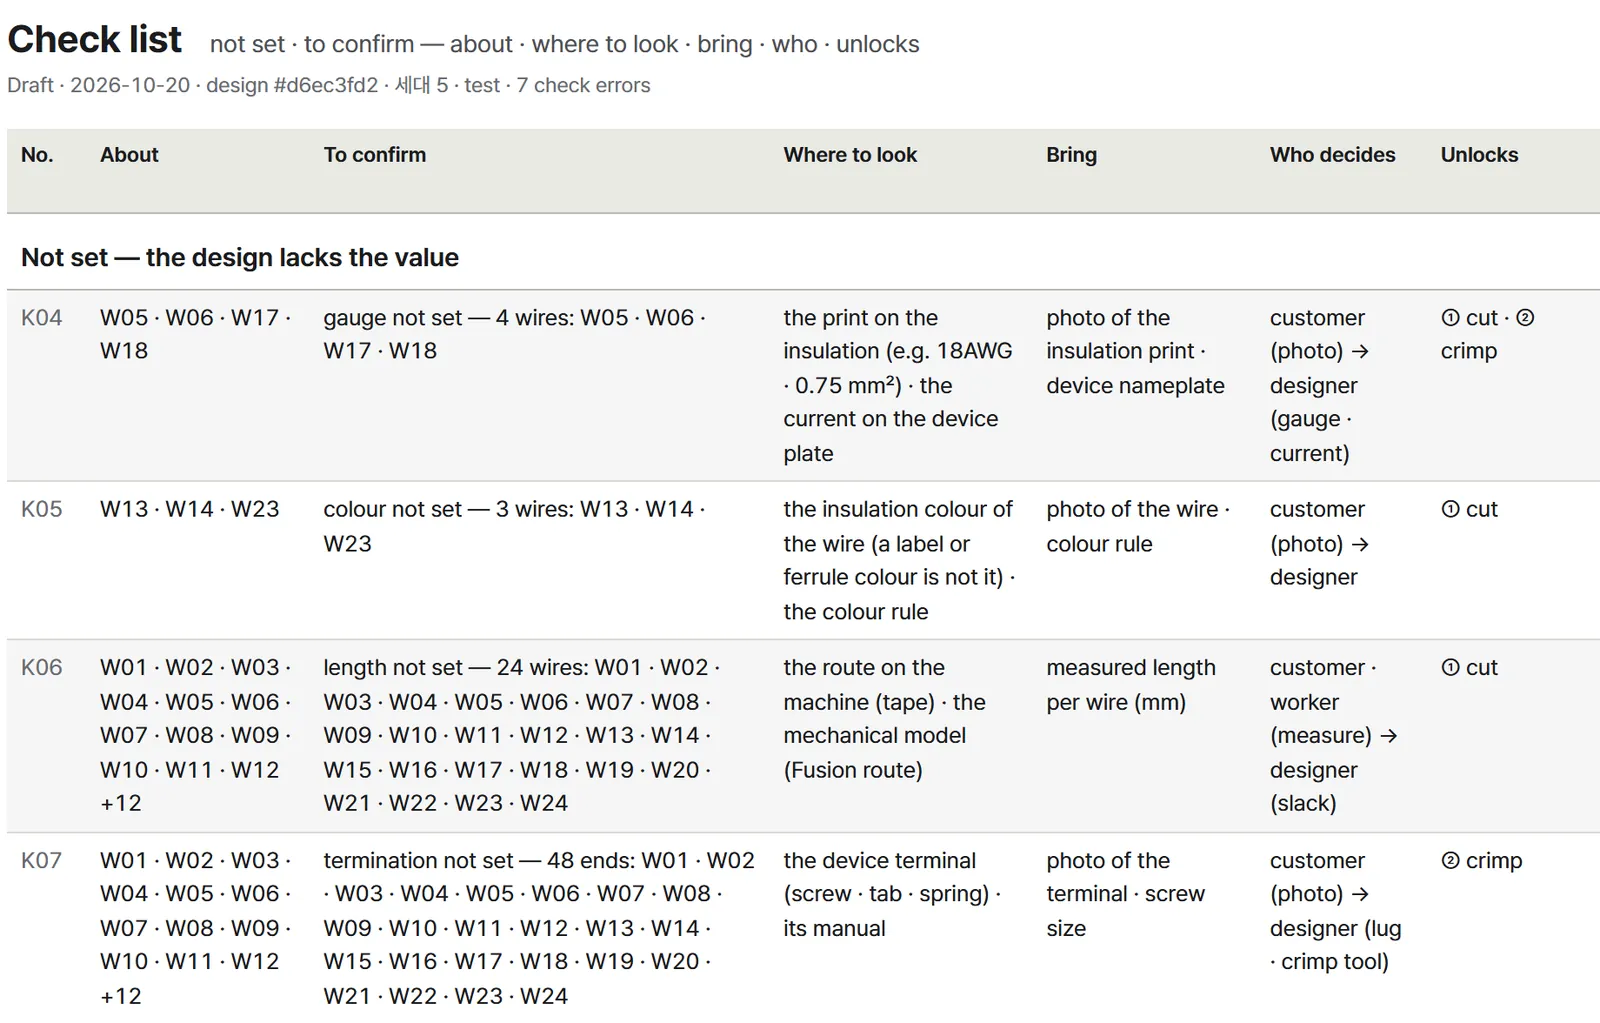 Check list not set · to confirm — about · where to look · bring · who · unlocks
Draft · 2026-10-20 · design #d6ec3fd2 · 세대 5 · test · 7 check errors
No. About To confirm Where to look Bring Who decides Unlocks
Not set — the design lacks the value
K04
W05 · W06 · W17 ·
W18
gauge not set — 4 wires: W05 · W06 ·
W17 · W18
the print on the
insulation (e.g. 18AWG
· 0.75 mm²) · the
current on the device
plate
photo of the
insulation print ·
device nameplate
customer
(photo) →
designer
(gauge ·
current)
① cut · ②
crimp
K05
W13 · W14 · W23
colour not set — 3 wires: W13 · W14 ·
W23
the insulation colour of
the wire (a label or
ferrule colour is not it) ·
the colour rule
photo of the wire ·
colour rule
customer
(photo) →
designer
① cut
K06
W01 · W02 · W03 ·
W04 · W05 · W06 ·
W07 · W08 · W09 ·
W10 · W11 · W12
+12
length not set — 24 wires: W01 · W02 ·
W03 · W04 · W05 · W06 · W07 · W08 ·
W09 · W10 · W11 · W12 · W13 · W14 ·
W15 · W16 · W17 · W18 · W19 · W20 ·
W21 · W22 · W23 · W24
the route on the
machine (tape) · the
mechanical model
(Fusion route)
measured length
per wire (mm)
customer ·
worker
(measure) →
designer
(slack)
① cut
K07
W01 · W02 · W03 ·
W04 · W05 · W06 ·
W07 · W08 · W09 ·
W10 · W11 · W12
+12
termination not set — 48 ends: W01 · W02
· W03 · W04 · W05 · W06 · W07 · W08 ·
W09 · W10 · W11 · W12 · W13 · W14 ·
W15 · W16 · W17 · W18 · W19 · W20 ·
W21 · W22 · W23 · W24
the device terminal
(screw · tab · spring) ·
its manual
photo of the
terminal · screw
size
customer
(photo) →
designer (lug
· crimp tool)
② crimp